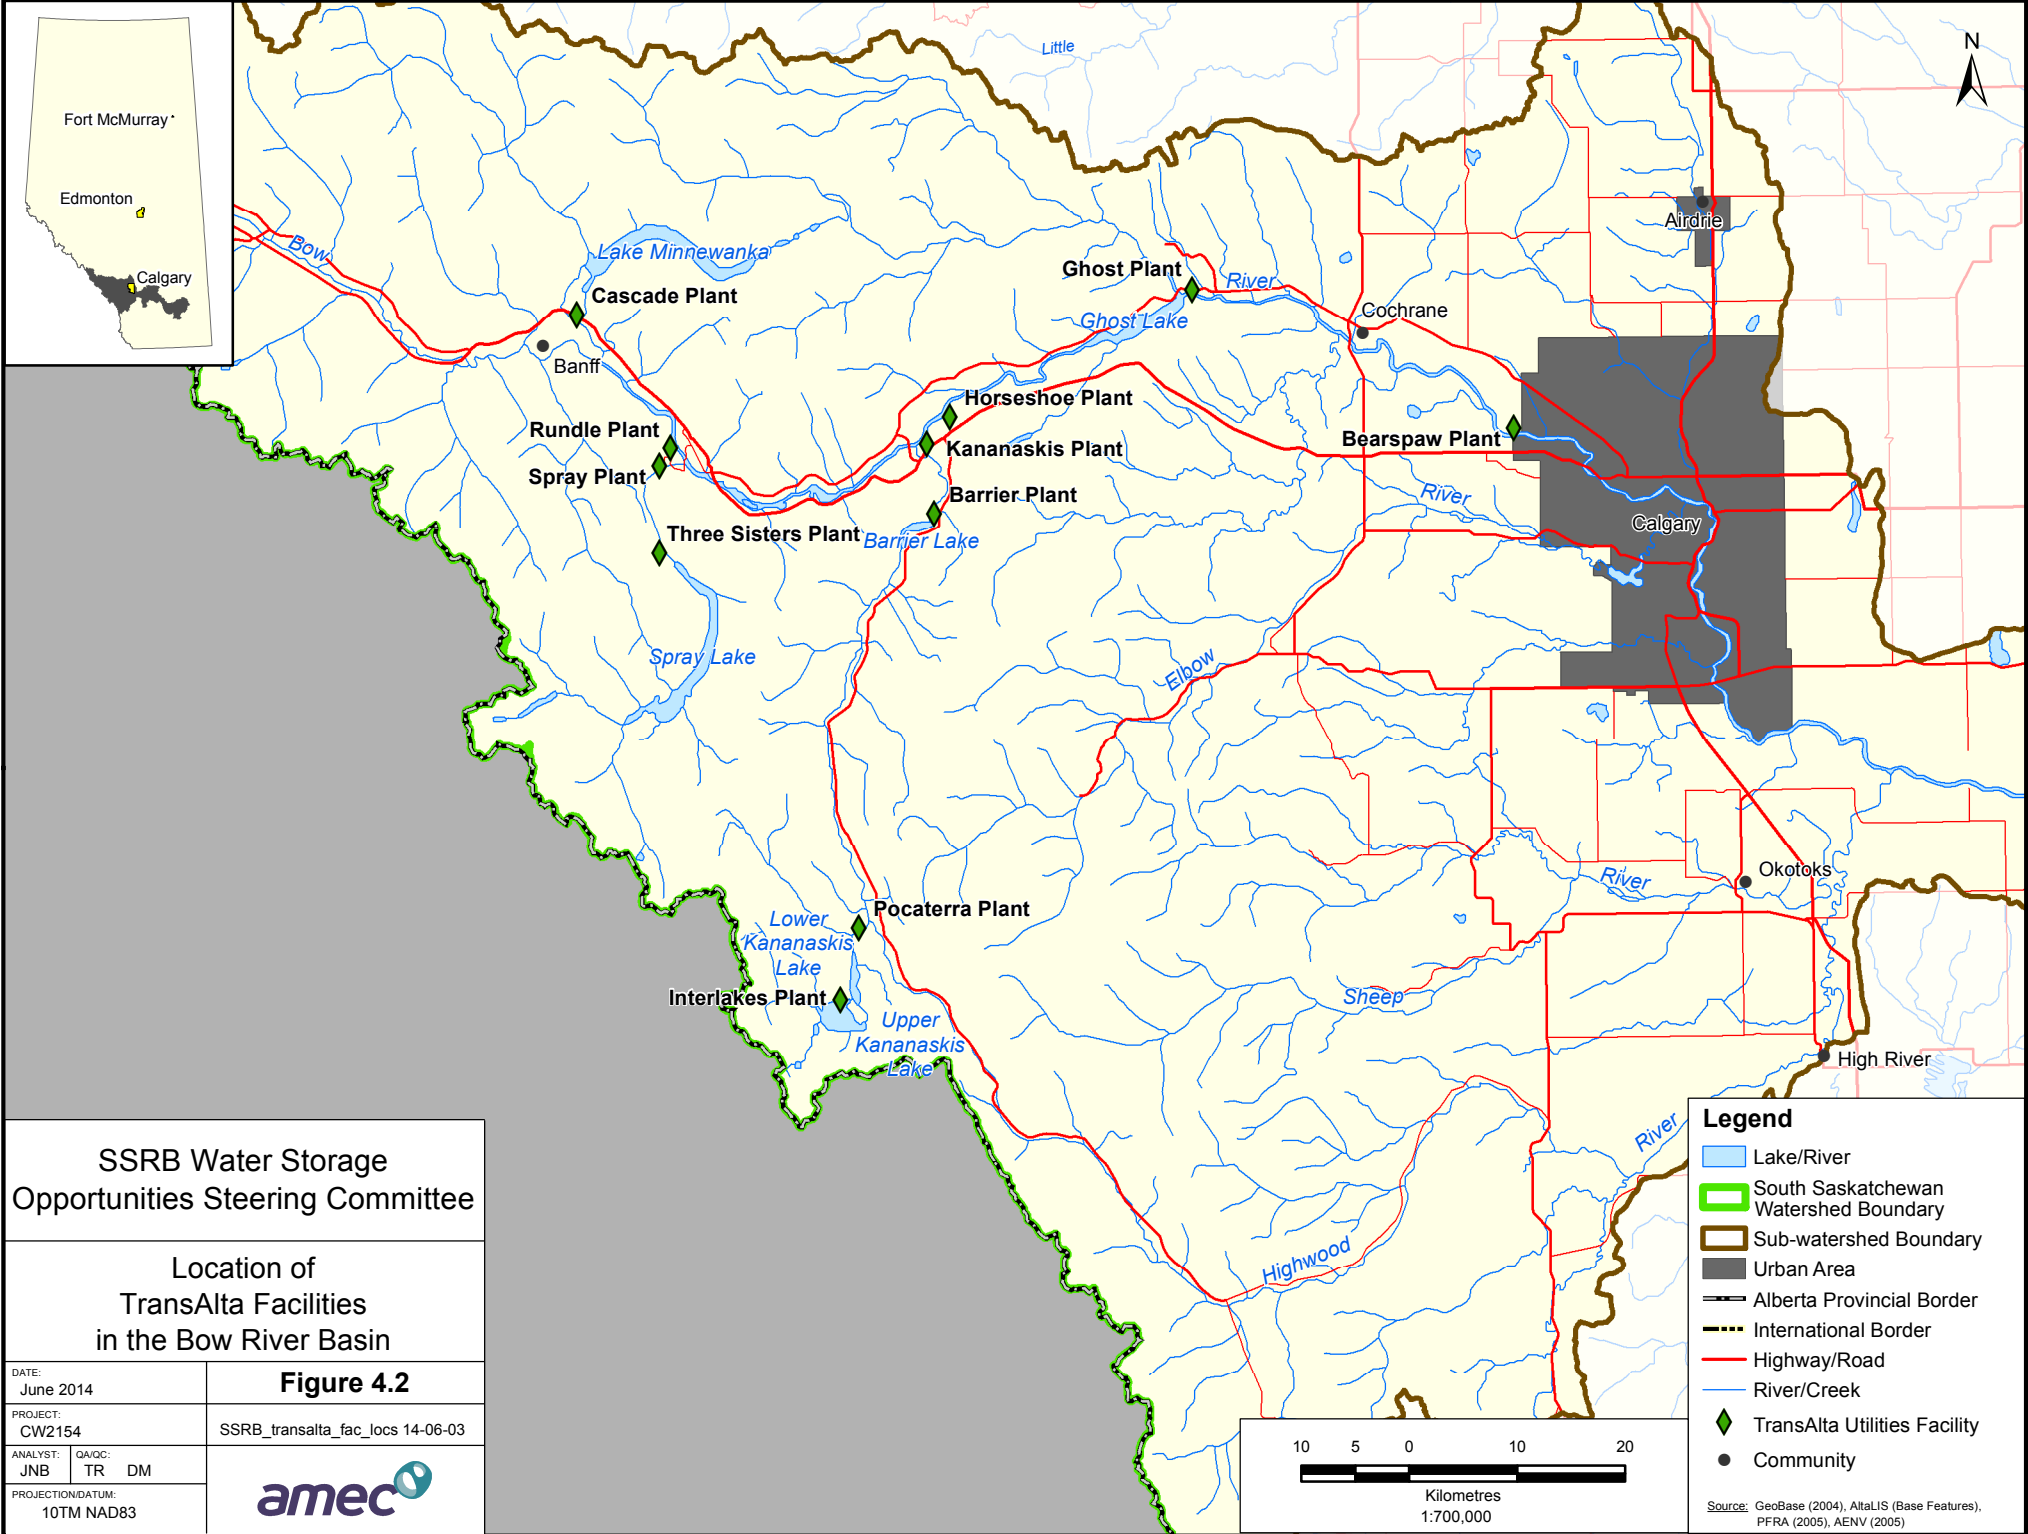 Fort McMurray
Edmonton
Calgary
Little
N
Bow
Lake Minnewanka
Cascade Plant
Banff
Ghost Plant
River
Ghost Lake
Cochrane
Airdrie
Horseshoe Plant
Rundle Plant
Kananaskis Plant
Bearspaw Plant
Spray Plant
Barrier Plant
River
Three Sisters Plant
Barrier Lake
Calgary
Spray Lake
Elbow
Okotoks
River
Pocaterra Plant
Lower
Kananaskis
Lake
Interlakes Plant
Sheep
Upper
Kananaskis
Lake
High River
River
Highwood
SSRB Water Storage
Opportunities Steering Committee
Location of
TransAlta Facilities
in the Bow River Basin
DATE:
June 2014
Figure 4.2
PROJECT:
CW2154
SSRB_transalta_fac_locs 14-06-03
ANALYST:
JNB
QA/QC:
TR DM
PROJECTION/DATUM:
10TM NAD83
amec
10 5 0 10 20
Kilometres
1:700,000
Legend
Lake/River
South Saskatchewan
Watershed Boundary
Sub-watershed Boundary
Urban Area
Alberta Provincial Border
International Border
Highway/Road
River/Creek
TransAlta Utilities Facility
Community
Source: GeoBase (2004), AltaLIS (Base Features),
PFRA (2005), AENV (2005)